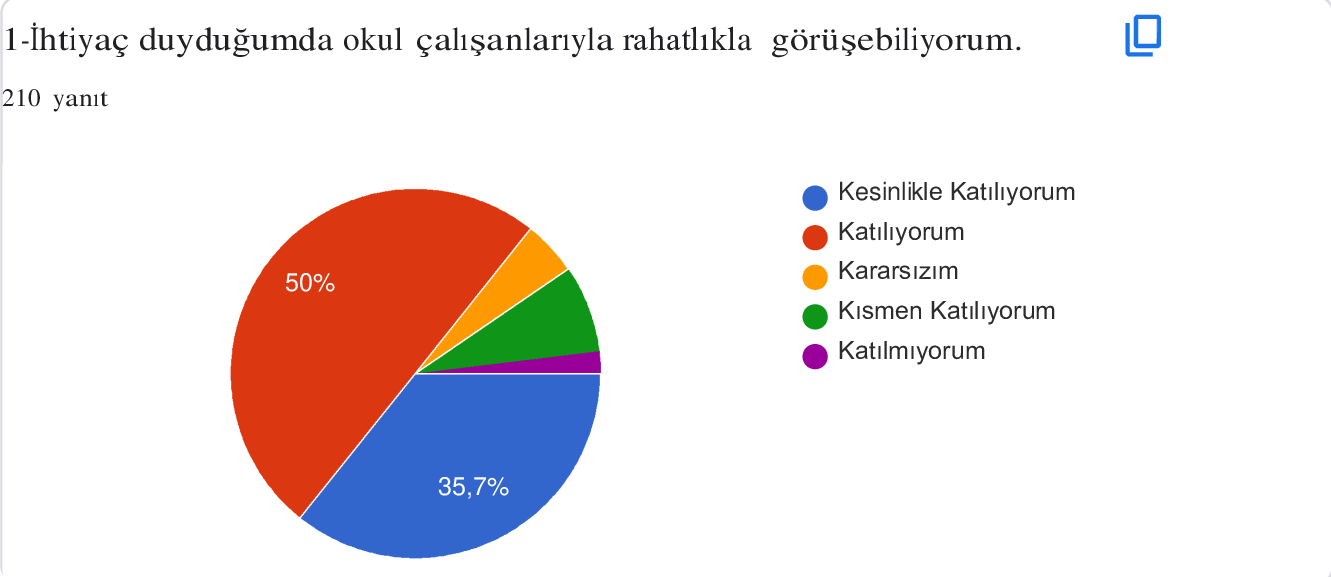 1-İhtiyaç duyduğumda okul çalışanlarıyla rahatlıkla görüşebiliyorum.
210 yanıt
Kesinlikle Katılıyorum
Katılıyorum
Kararsızım
Kısmen Katılıyorum
Katılmıyorum
50%
35,7%